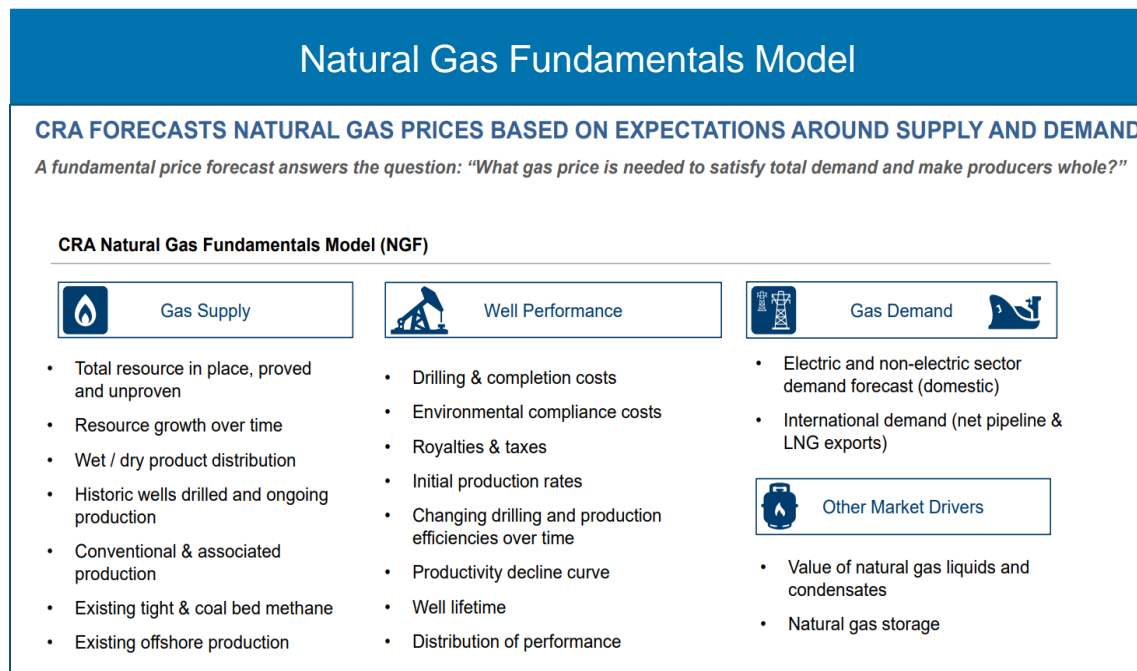 Natural Gas Fundamentals Model
CRA FORECASTS NATURAL GAS PRICES BASED ON EXPECTATIONS AROUND SUPPLY AND DEMAND
A fundamental price forecast answers the question: “What gas price is needed to satisfy total demand and make producers whole?”
CRA Natural Gas Fundamentals Model (NGF)
Gas Supply
• Total resource in place, proved
and unproven
• Resource growth over time
• Wet / dry product distribution
• Historic wells drilled and ongoing
production
• Conventional & associated
production
• Existing tight & coal bed methane
• Existing offshore production
Well Performance
• Drilling & completion costs
• Environmental compliance costs
• Royalties & taxes
• Initial production rates
• Changing drilling and production
efficiencies over time
• Productivity decline curve
• Well lifetime
• Distribution of performance
Gas Demand
• Electric and non-electric sector
demand forecast (domestic)
• International demand (net pipeline &
LNG exports)
Other Market Drivers
• Value of natural gas liquids and
condensates
• Natural gas storage